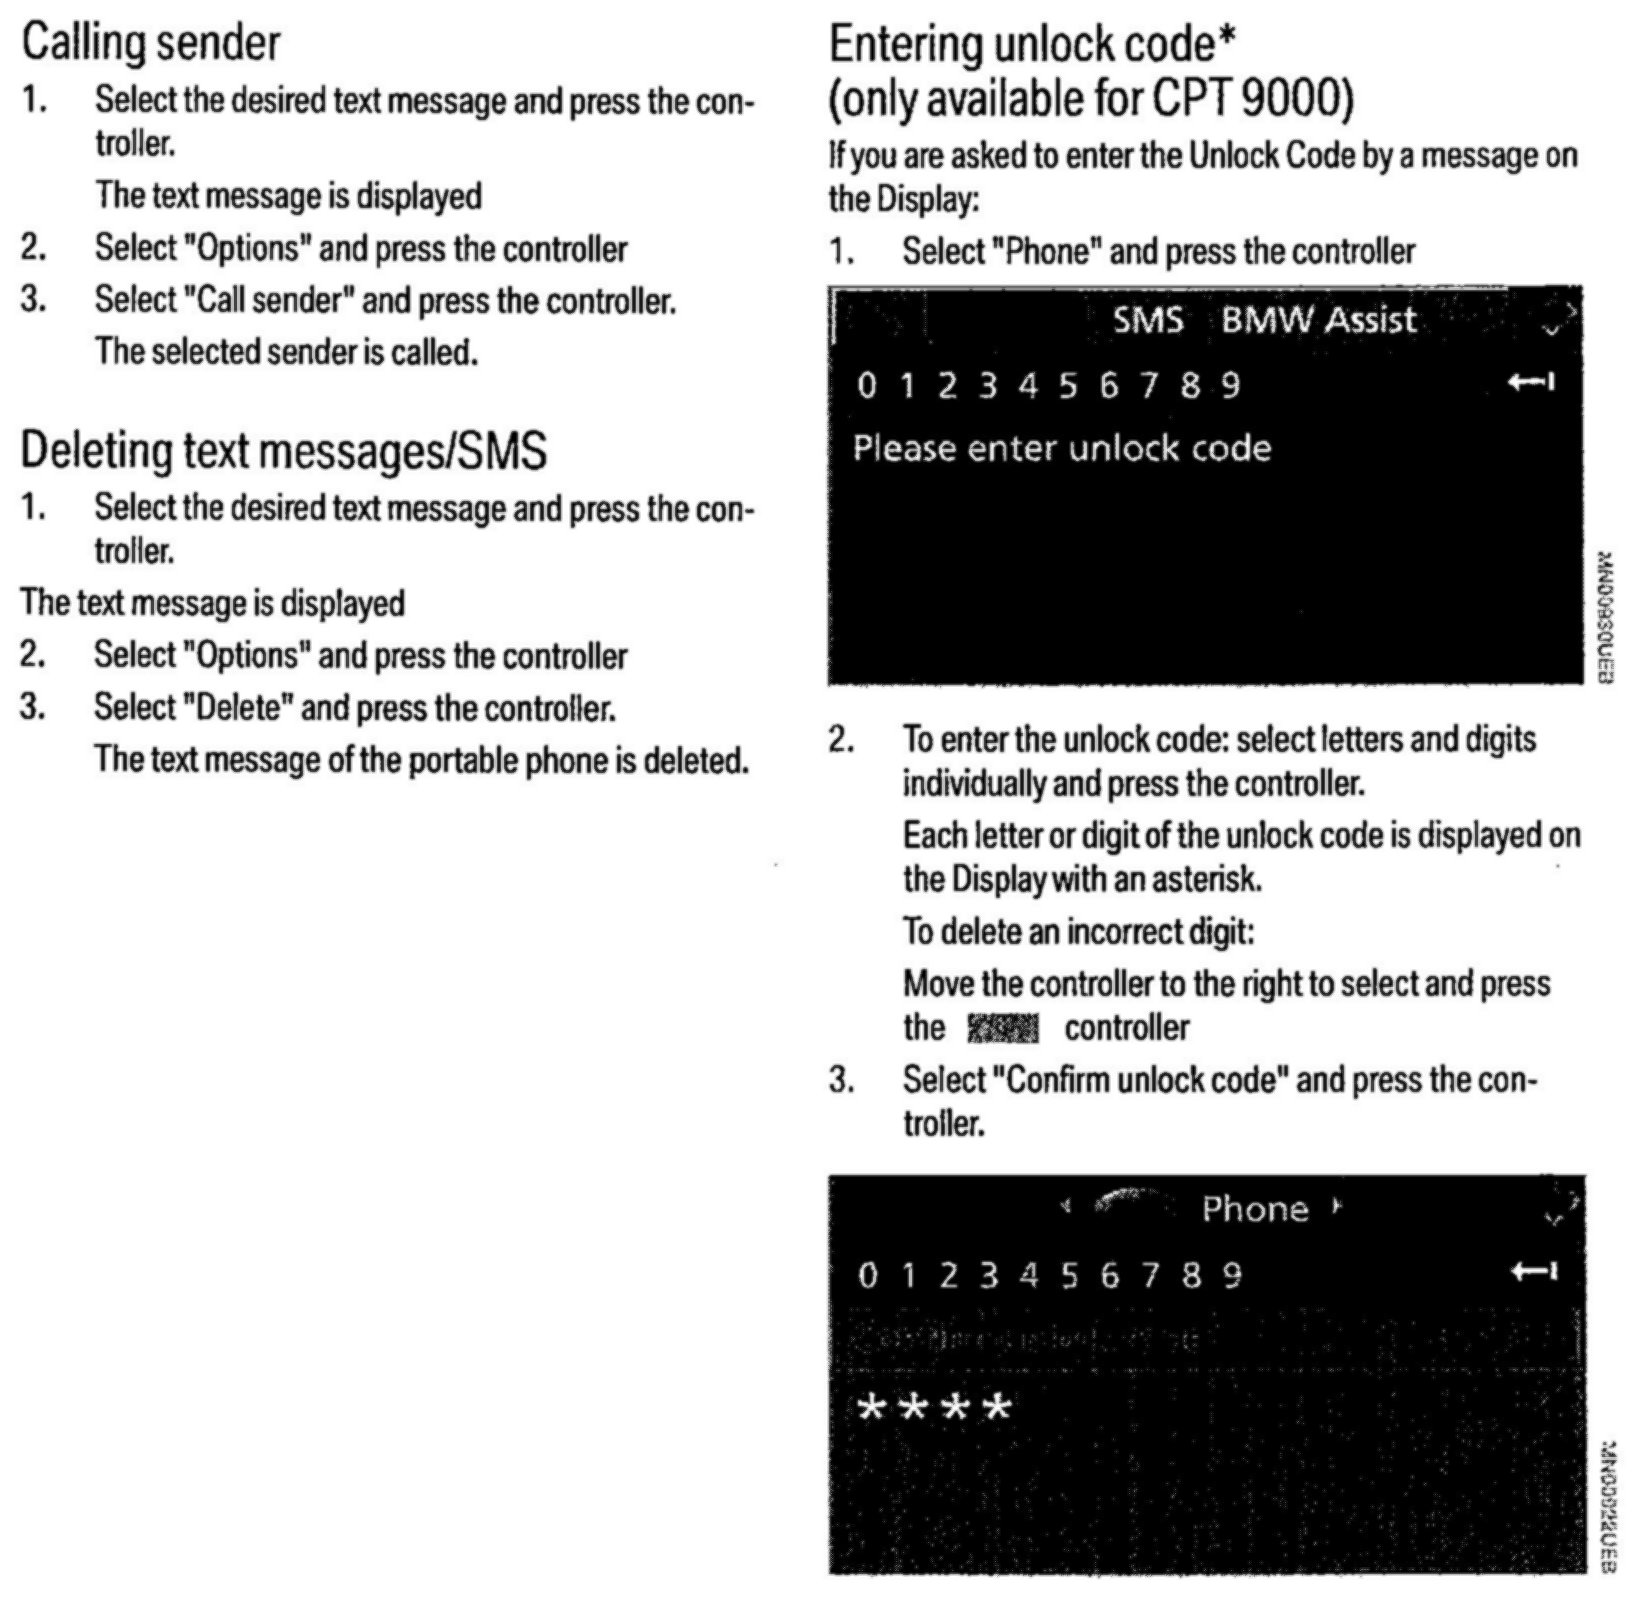 Calling sender
1. Select the desired text message and press the con-
troller.
The text message is displayed
2. Select "Options" and press the controller
3. Select "Call sender" and press the controller.
The selected sender is called.
Deleting text messages/SMS
1. Select the desired text message and press the con-
troller.
The text message is displayed
2. Select "Options" and press the controller
3. Select "Delete" and press the controller.
The text message of the portable phone is deleted.
Entering unlock code*
(only available for CPT 9000)
If you are asked to enter the Unlock Code by a message on
the Display:
1. Select "Phone" and press the controller
SMS BMW Assist
0 1 2 3 4 5 6 7 8 9
Please enter unlock code
2. To enter the unlock code: select letters and digits
individually and press the controller.
Each letter or digit of the unlock code is displayed on
the Display with an asterisk.
To delete an incorrect digit:
Move the controller to the right to select and press
the controller
3. Select "Confirm unlock code" and press the con-
troller.
Phone
0 1 2 3 4 5 6 7 8 9
****